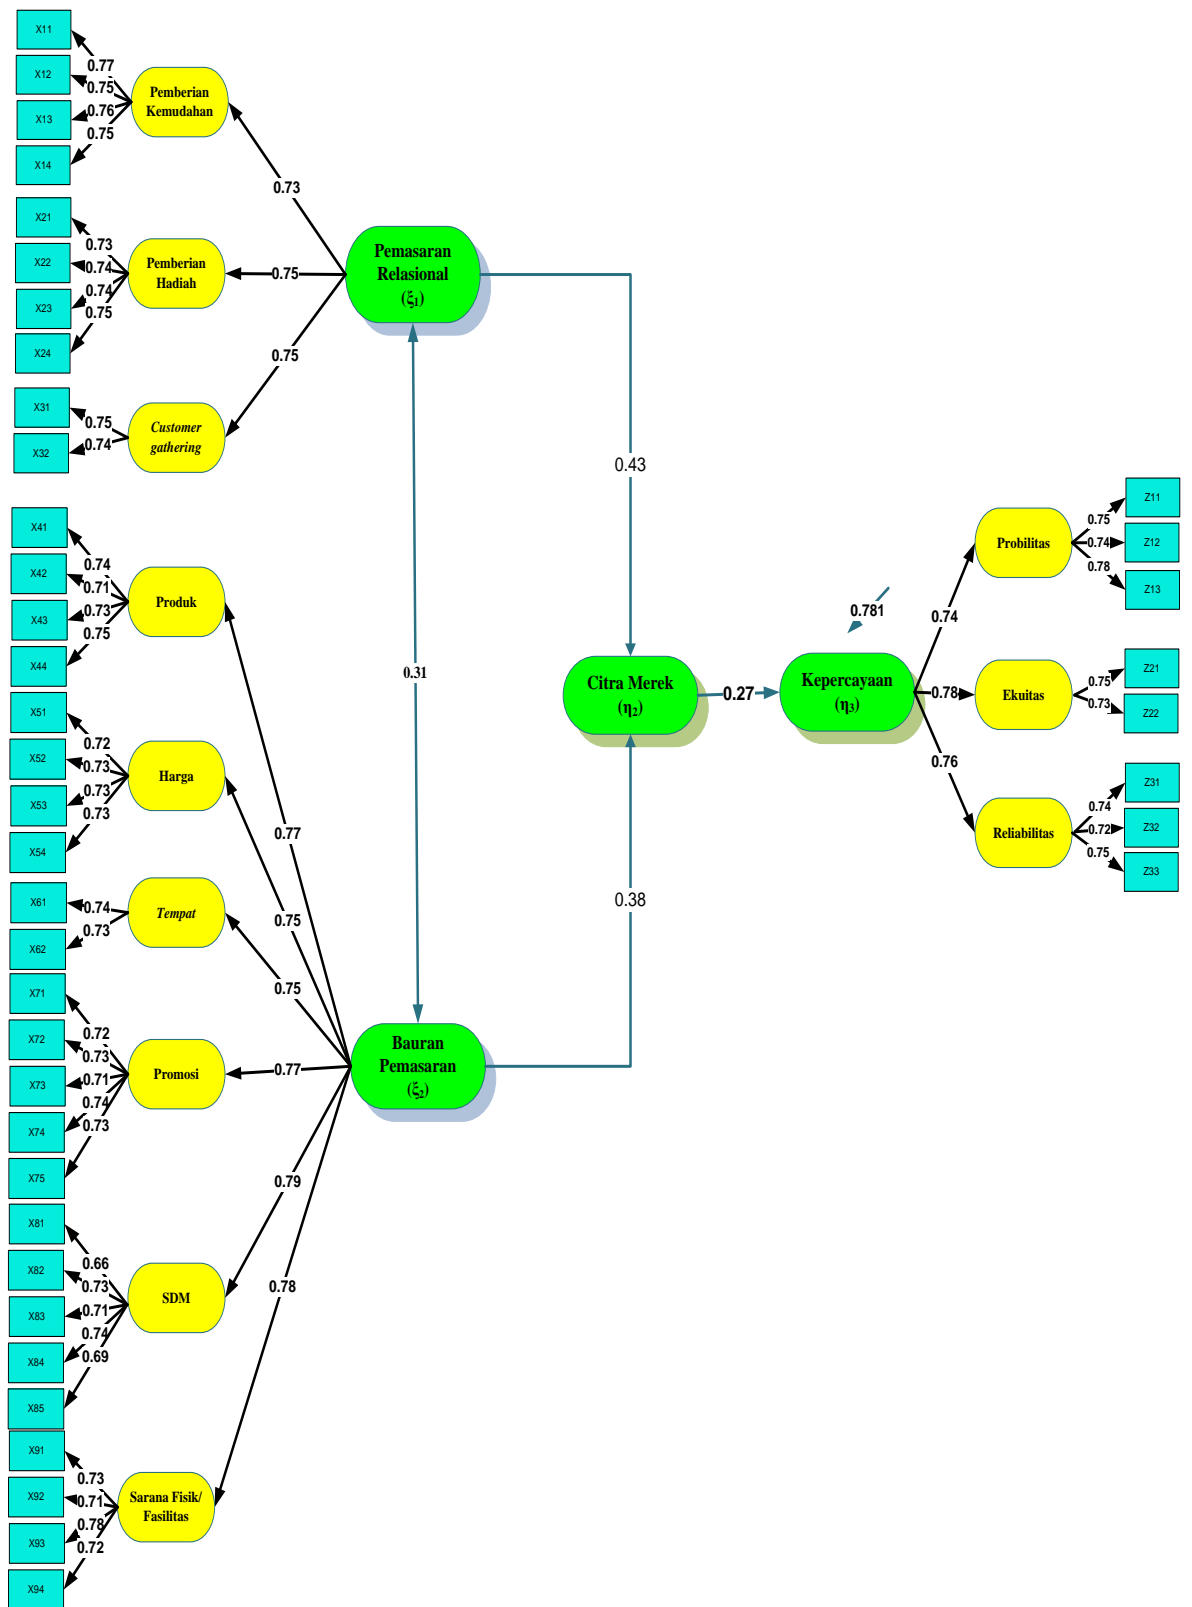 X11
X12
X13
X14
0.77
0.75
0.76
0.75
Pemberian
Kemudahan
X21
X22
X23
X24
0.73
0.74
0.74
0.75
Pemberian
Hadiah
X31
X32
0.75
0.74
Customer
gathering
0.73
0.75
0.75
Pemasaran
Relasional
(ξ1)
X41
X42
X43
X44
0.74
0.71
0.73
0.75
Produk
X51
X52
X53
X54
0.72
0.73
0.73
0.73
Harga
X61
X62
0.74
0.73
Tempat
X71
X72
X73
X74
X75
0.72
0.73
0.71
0.74
0.73
Promosi
X81
X82
X83
X84
X85
0.66
0.73
0.71
0.74
0.69
SDM
X91
X92
X93
X94
0.73
0.71
0.78
0.72
Sarana Fisik/
Fasilitas
0.77
0.75
0.75
0.77
0.79
0.78
Bauran
Pemasaran
(ξ2)
0.31
0.43
0.38
Citra Merek
(η2)
0.27
0.781
Kepercayaan
(η3)
0.74
0.78
0.76
Probilitas
0.75
0.74
0.78
Z11
Z12
Z13
Ekuitas
0.75
0.73
Z21
Z22
Reliabilitas
0.74
0.72
0.75
Z31
Z32
Z33